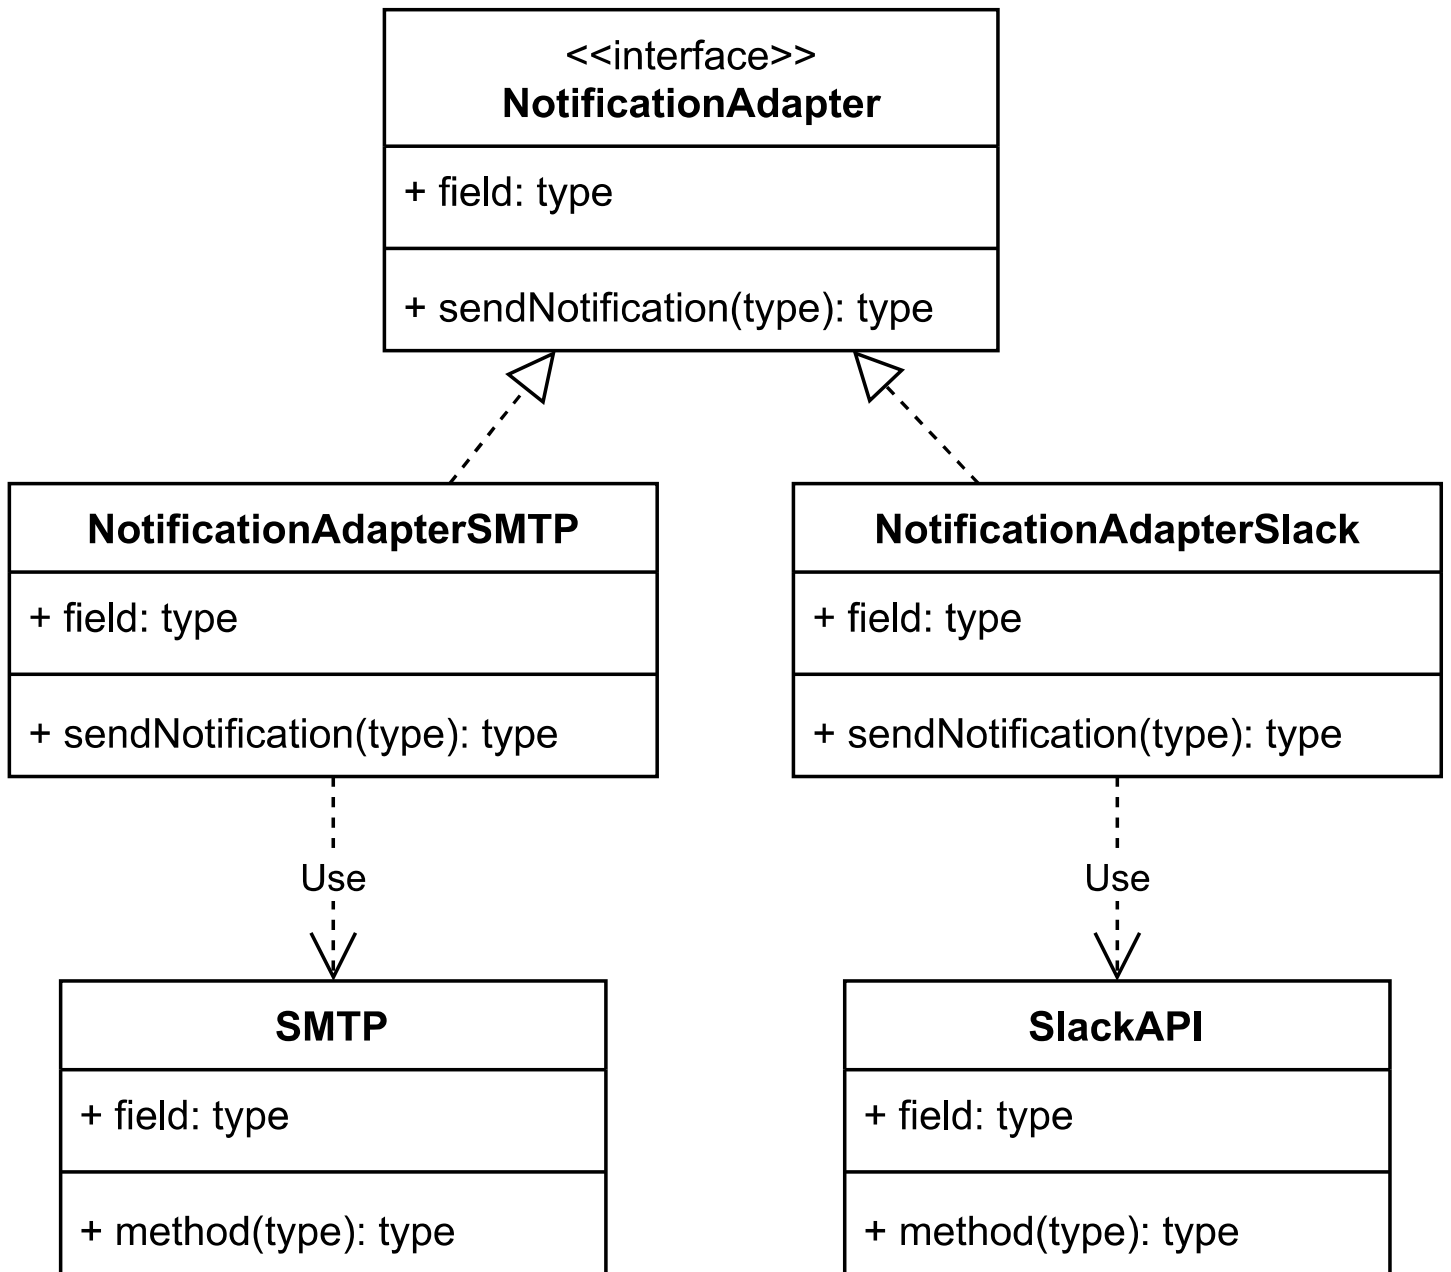 <<interface>>
NotificationAdapter
+ field: type
+ sendNotification(type): type
NotificationAdapterSMTP
+ field: type
+ sendNotification(type): type
NotificationAdapterSlack
+ field: type
+ sendNotification(type): type
Use
Use
SMTP
+ field: type
+ method(type): type
SlackAPI
+ field: type
+ method(type): type